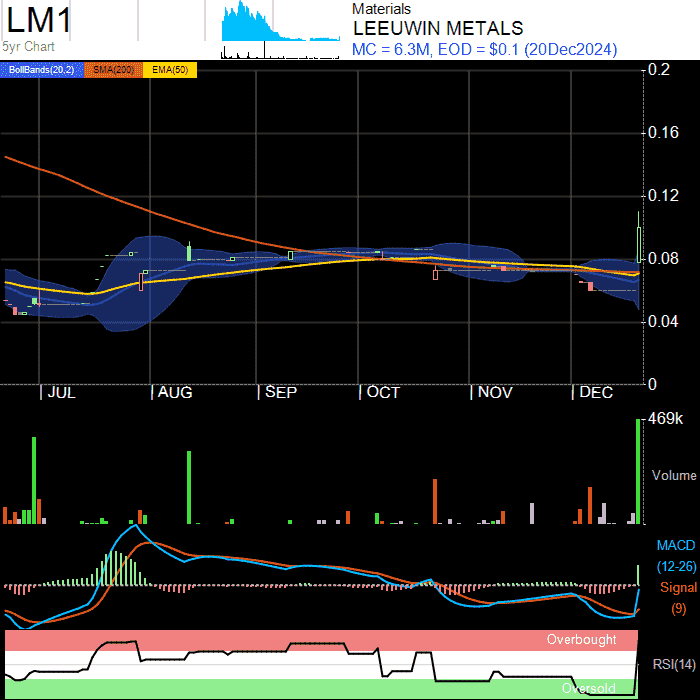 LM1
5yr Chart
Materials
LEEUWIN METALS
MC = 6.3M, EOD = $0.1 (20Dec2024)
BollBands(20,2) SMA(200) EMA(50)
0.2
0.16
0.12
0.08
0.04
0
JUL AUG SEP OCT NOV DEC
469k
Volume
MACD
(12-26)
Signal
(9)
Overbought
RSI(14)
Oversold